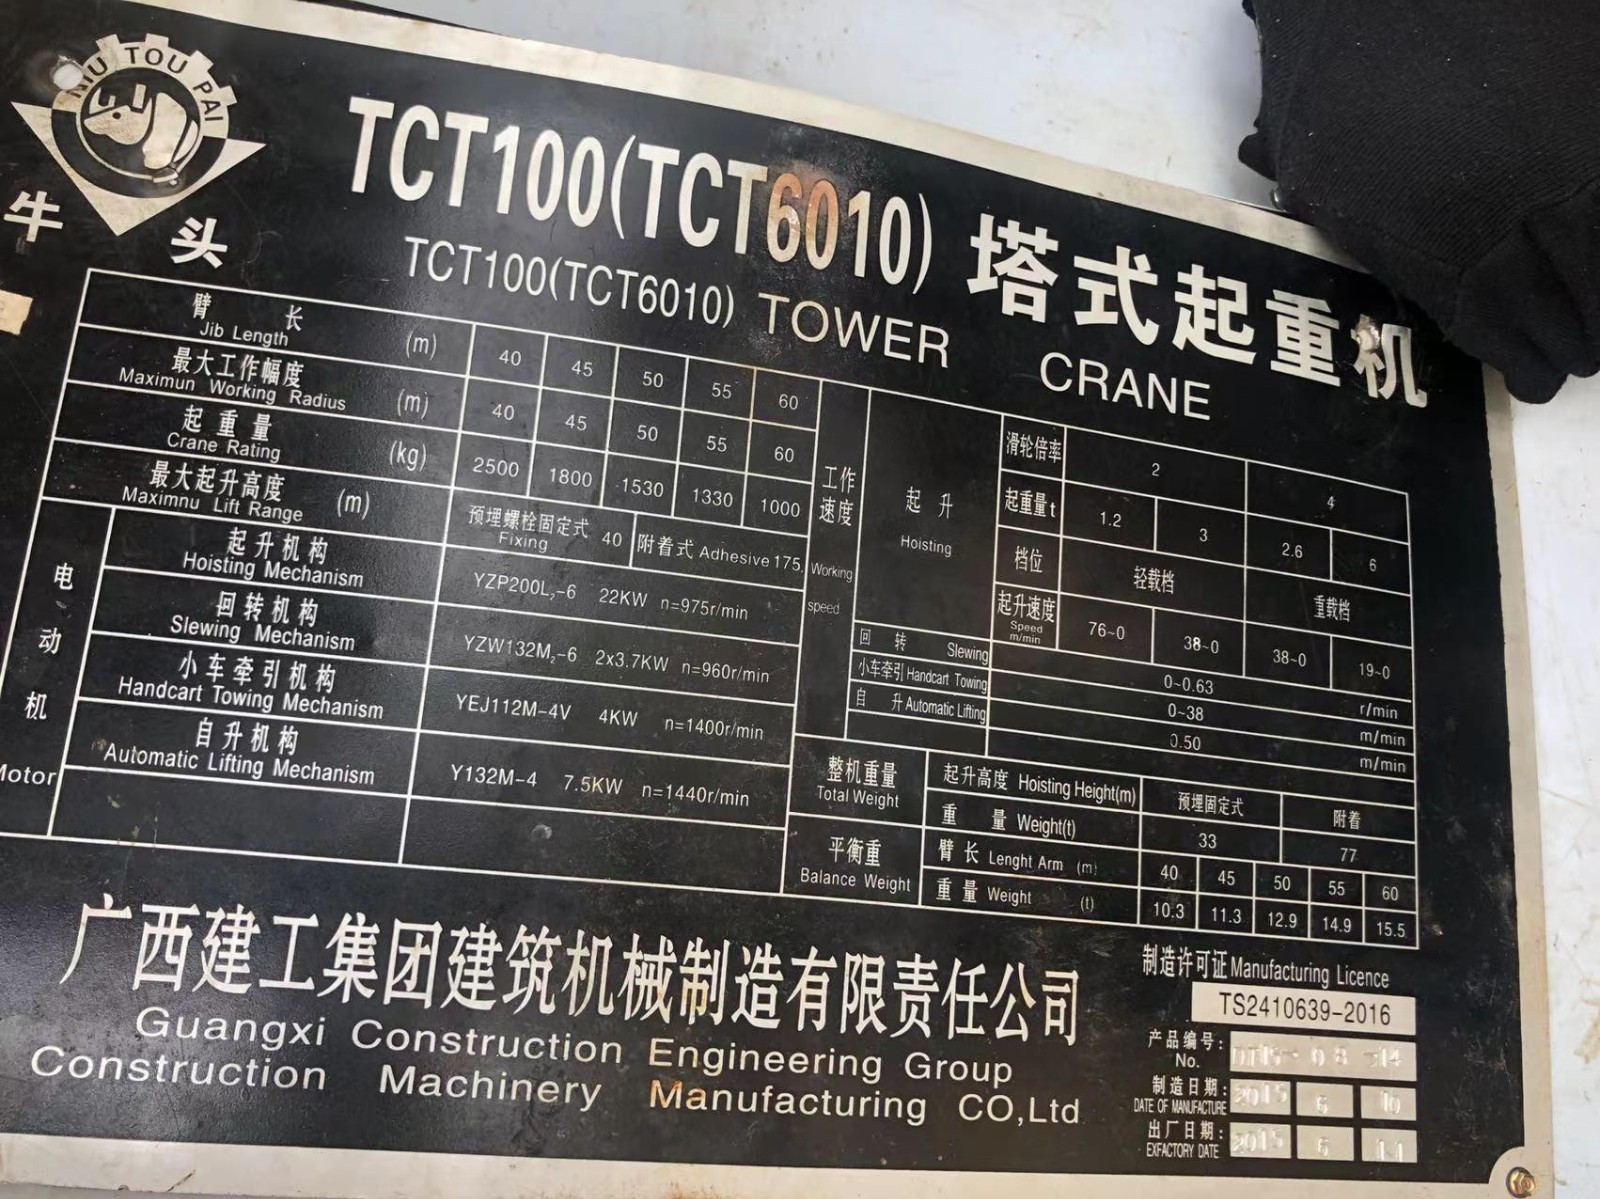 NIU TOU PAI
牛 头
TCT100(TCT6010) 塔式起重机
TCT100(TCT6010) TOWER CRANE
臂 长 Jib Length (m) 40 45 50 55 60
最大工作幅度 Maximun Working Radius (m) 40 45 50 55 60
起重量 Crane Rating (kg) 2500 1800 1530 1330 1000
最大起升高度 Maximnu Lift Range (m) 预埋螺栓固定式 Fixing 40 附着式 Adhesive 175.
电动机 Motor
起升机构 Hoisting Mechanism YZP200L₂-6 22KW n=975r/min
回转机构 Slewing Mechanism YZW132M₂-6 2x3.7KW n=960r/min
小车牵引机构 Handcart Towing Mechanism YEJ112M-4V 4KW n=1400r/min
自升机构 Automatic Lifting Mechanism Y132M-4 7.5KW n=1440r/min
工作速度 Working speed
起 升 Hoisting
滑轮倍率 2 4
起重量t 1.2 3 2.6 6
档位 轻载档 重载档
起升速度 Speed m/min 76~0 38~0 38~0 19~0
回 转 Slewing 0~0.63 r/min
小车牵引 Handcart Towing 0~38 m/min
自 升 Automatic Lifting 0.50 m/min
整机重量 Total Weight
起升高度 Hoisting Height(m) 预埋固定式 附着
重 量 Weight(t) 33 77
平衡重 Balance Weight
臂 长 Lenght Arm (m) 40 45 50 55 60
重 量 Weight (t) 10.3 11.3 12.9 14.9 15.5
广西建工集团建筑机械制造有限责任公司
Guangxi Construction Engineering Group
Construction Machinery Manufacturing CO,Ltd
制造许可证 Manufacturing Licence
TS2410639-2016
产品编号: No.
制造日期: DATE OF MANUFACTURE 2015 6 10
出厂日期: EXFACTORY DATE 2015 6 11